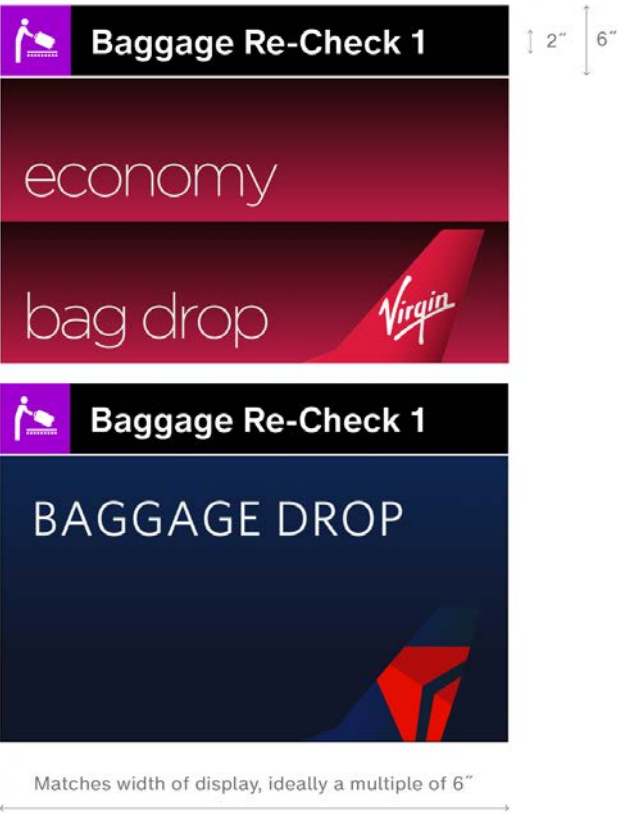 Baggage Re-Check 1
2″
6″
economy
bag drop
Virgin
Baggage Re-Check 1
BAGGAGE DROP
Matches width of display, ideally a multiple of 6″